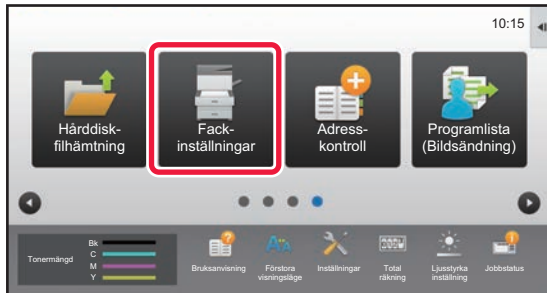 10:15
Hårddisk-
filhämtning
Fack-
inställningar
Adress-
kontroll
Programlista
(Bildsändning)
Tonermängd
Bk
C
M
Y
Bruksanvisning
Förstora
visningsläge
Inställningar
Total
räkning
Ljusstyrka
inställning
Jobbstatus